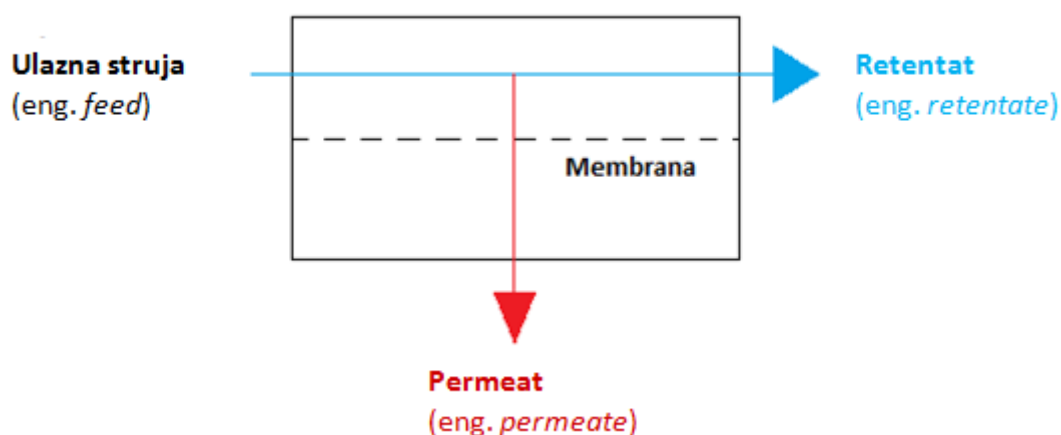 Ulazna struja
(eng. feed)
Retentat
(eng. retentate)
Membrana
Permeat
(eng. permeate)